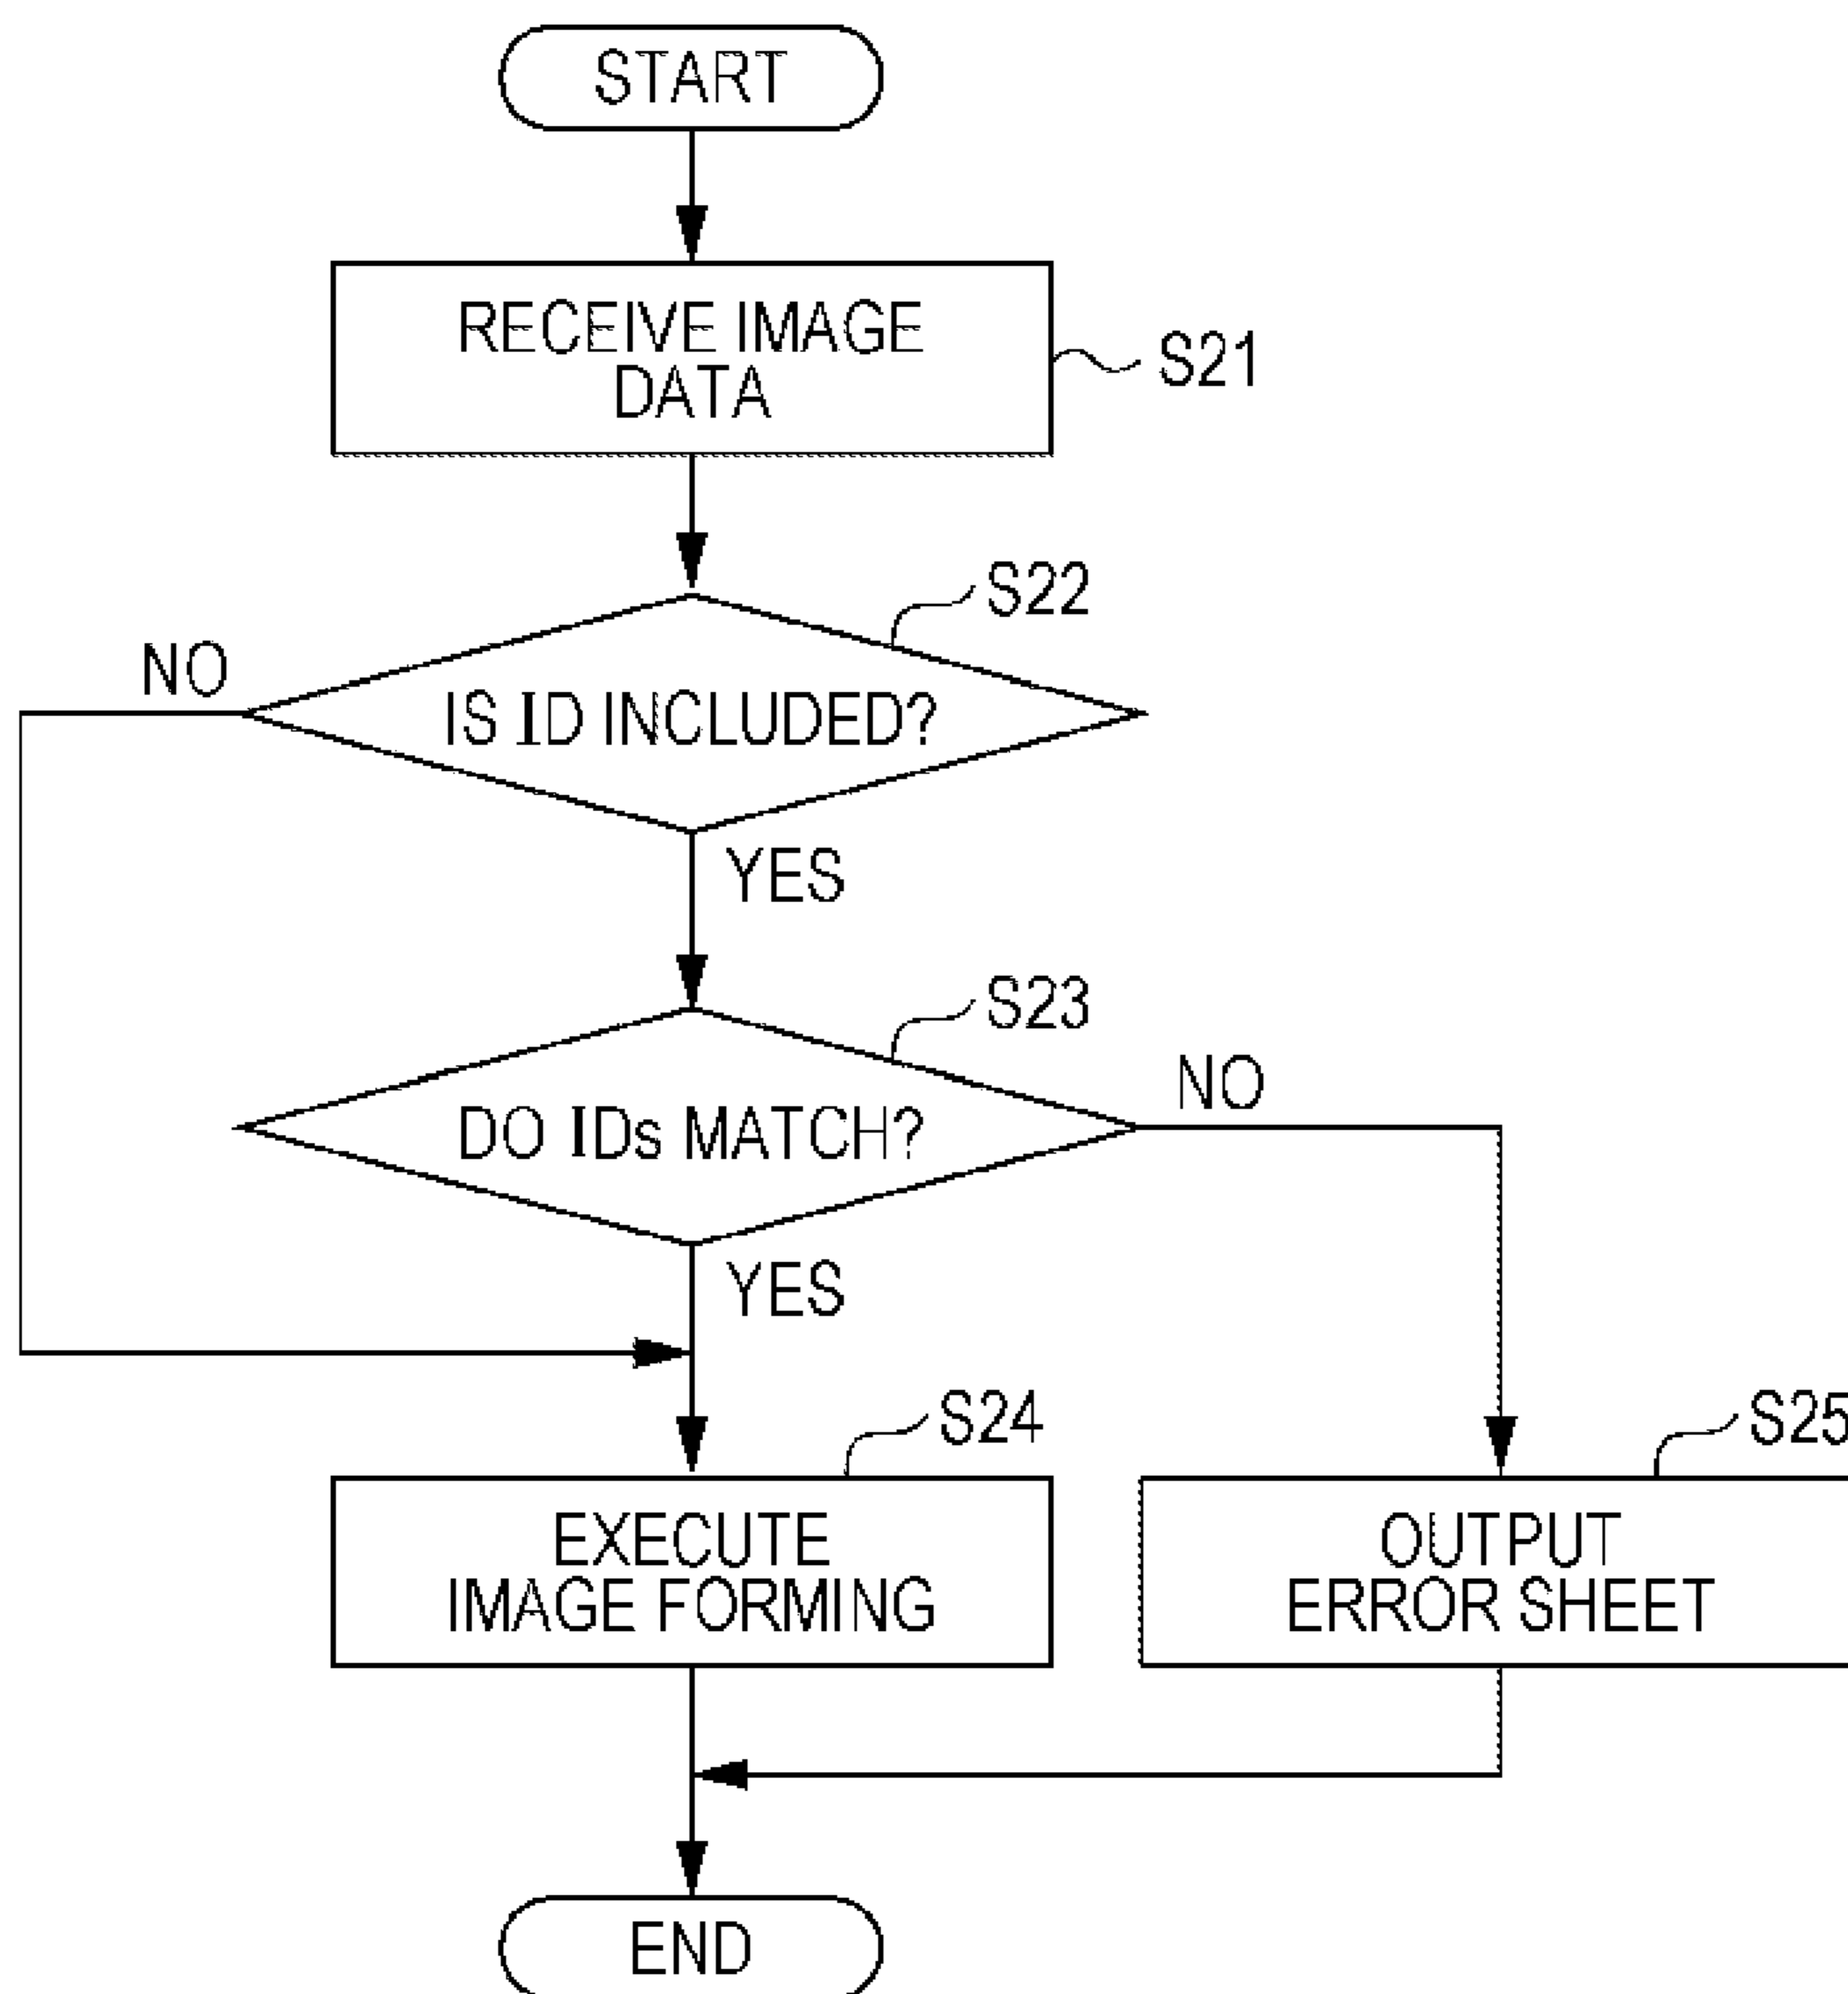 START
RECEIVE IMAGE
DATA
S21
S22
NO
IS ID INCLUDED?
YES
S23
NO
DO IDs MATCH?
YES
S24
S25
EXECUTE
IMAGE FORMING
OUTPUT
ERROR SHEET
END